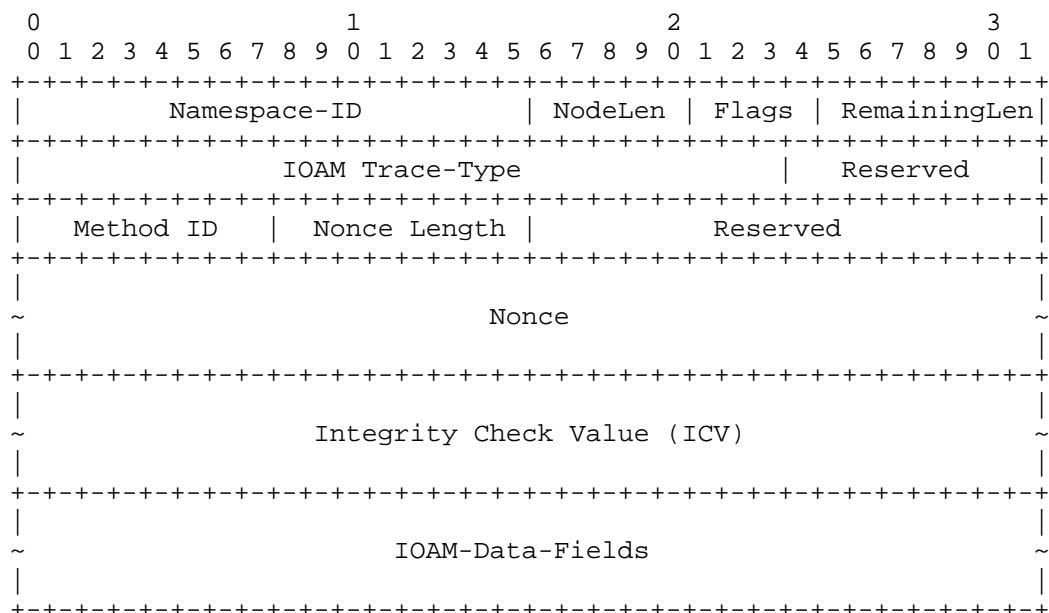 0                   1                   2                   3
 0 1 2 3 4 5 6 7 8 9 0 1 2 3 4 5 6 7 8 9 0 1 2 3 4 5 6 7 8 9 0 1
+-+-+-+-+-+-+-+-+-+-+-+-+-+-+-+-+-+-+-+-+-+-+-+-+-+-+-+-+-+-+-+-+
|         Namespace-ID          | NodeLen | Flags | RemainingLen|
+-+-+-+-+-+-+-+-+-+-+-+-+-+-+-+-+-+-+-+-+-+-+-+-+-+-+-+-+-+-+-+-+
|                IOAM Trace-Type                |   Reserved    |
+-+-+-+-+-+-+-+-+-+-+-+-+-+-+-+-+-+-+-+-+-+-+-+-+-+-+-+-+-+-+-+-+
|   Method ID   | Nonce Length  |           Reserved            |
+-+-+-+-+-+-+-+-+-+-+-+-+-+-+-+-+-+-+-+-+-+-+-+-+-+-+-+-+-+-+-+-+
|                                                               |
~                             Nonce                             ~
|                                                               |
+-+-+-+-+-+-+-+-+-+-+-+-+-+-+-+-+-+-+-+-+-+-+-+-+-+-+-+-+-+-+-+-+
|                                                               |
~                  Integrity Check Value (ICV)                  ~
|                                                               |
+-+-+-+-+-+-+-+-+-+-+-+-+-+-+-+-+-+-+-+-+-+-+-+-+-+-+-+-+-+-+-+-+
|                                                               |
~                       IOAM-Data-Fields                        ~
|                                                               |
+-+-+-+-+-+-+-+-+-+-+-+-+-+-+-+-+-+-+-+-+-+-+-+-+-+-+-+-+-+-+-+-+